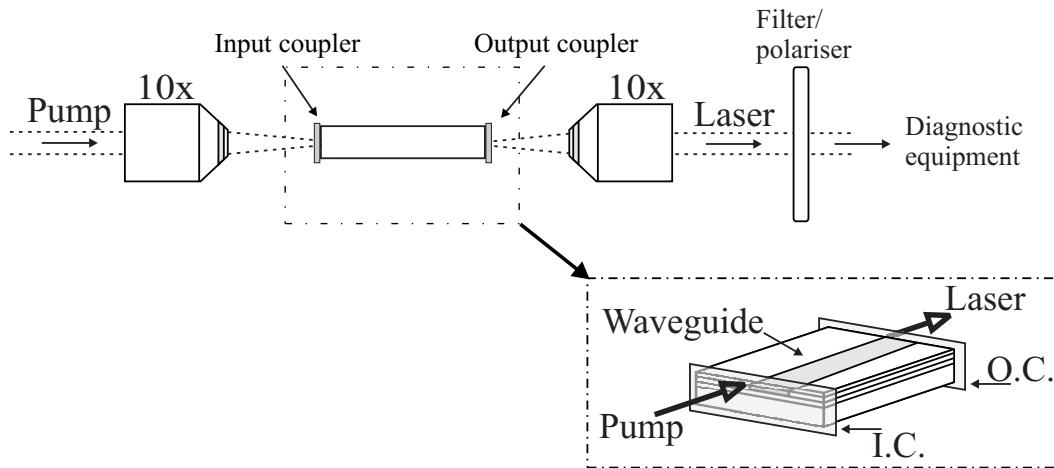 Filter/
polariser
Input coupler
Output coupler
10x
10x
Pump
Laser
Diagnostic
equipment
Laser
Waveguide
O.C.
Pump
I.C.